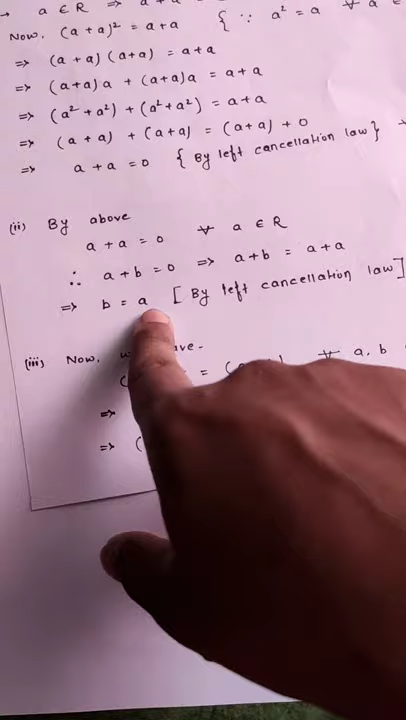 → a ∈ R ⇒ a + a
Now, (a + a)² = a + a { ∵ a² = a ∀ a ∈
⇒ (a + a) (a + a) = a + a
⇒ (a + a) a + (a + a) a = a + a
⇒ (a² + a²) + (a² + a²) = a + a
⇒ (a + a) + (a + a) = (a + a) + 0
⇒ a + a = 0 { By left cancellation law }
(ii) By above
a + a = 0 ∀ a ∈ R
∴ a + b = 0 ⇒ a + b = a + a
⇒ b = a [ By left cancellation law ]
(iii) Now, = ∀ a, b
⇒
⇒ (